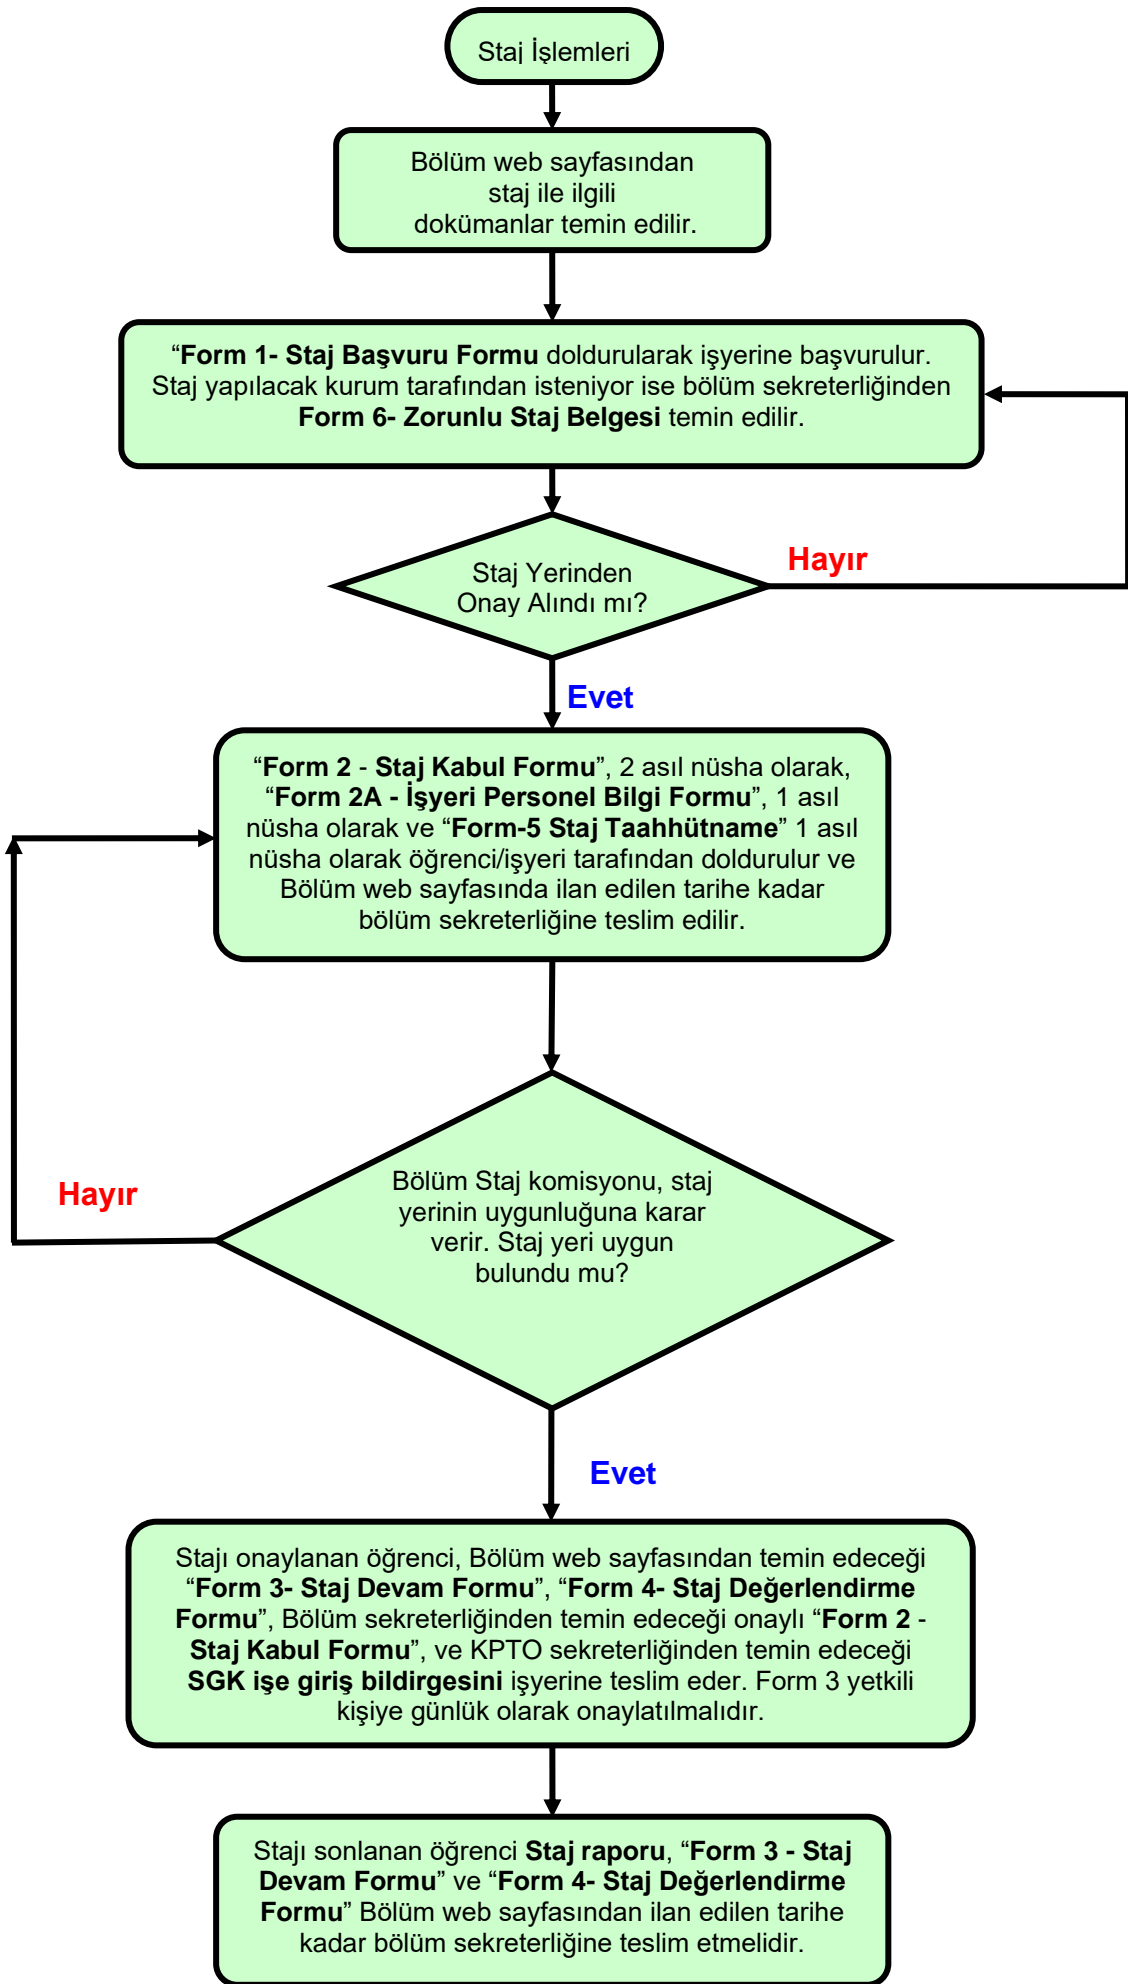 Staj İşlemleri
Bölüm web sayfasından
staj ile ilgili
dokümanlar temin edilir.
“Form 1- Staj Başvuru Formu doldurularak işyerine başvurulur.
Staj yapılacak kurum tarafından isteniyor ise bölüm sekreterliğinden
Form 6- Zorunlu Staj Belgesi temin edilir.
Staj Yerinden
Onay Alındı mı?
Hayır
Evet
“Form 2 - Staj Kabul Formu”, 2 asıl nüsha olarak,
“Form 2A - İşyeri Personel Bilgi Formu”, 1 asıl
nüsha olarak ve “Form-5 Staj Taahhütname” 1 asıl
nüsha olarak öğrenci/işyeri tarafından doldurulur ve
Bölüm web sayfasında ilan edilen tarihe kadar
bölüm sekreterliğine teslim edilir.
Bölüm Staj komisyonu, staj
yerinin uygunluğuna karar
verir. Staj yeri uygun
bulundu mu?
Hayır
Evet
Stajı onaylanan öğrenci, Bölüm web sayfasından temin edeceği
“Form 3- Staj Devam Formu”, “Form 4- Staj Değerlendirme
Formu”, Bölüm sekreterliğinden temin edeceği onaylı “Form 2 -
Staj Kabul Formu”, ve KPTO sekreterliğinden temin edeceği
SGK işe giriş bildirgesini işyerine teslim eder. Form 3 yetkili
kişiye günlük olarak onaylatılmalıdır.
Stajı sonlanan öğrenci Staj raporu, “Form 3 - Staj
Devam Formu” ve “Form 4- Staj Değerlendirme
Formu” Bölüm web sayfasından ilan edilen tarihe
kadar bölüm sekreterliğine teslim etmelidir.